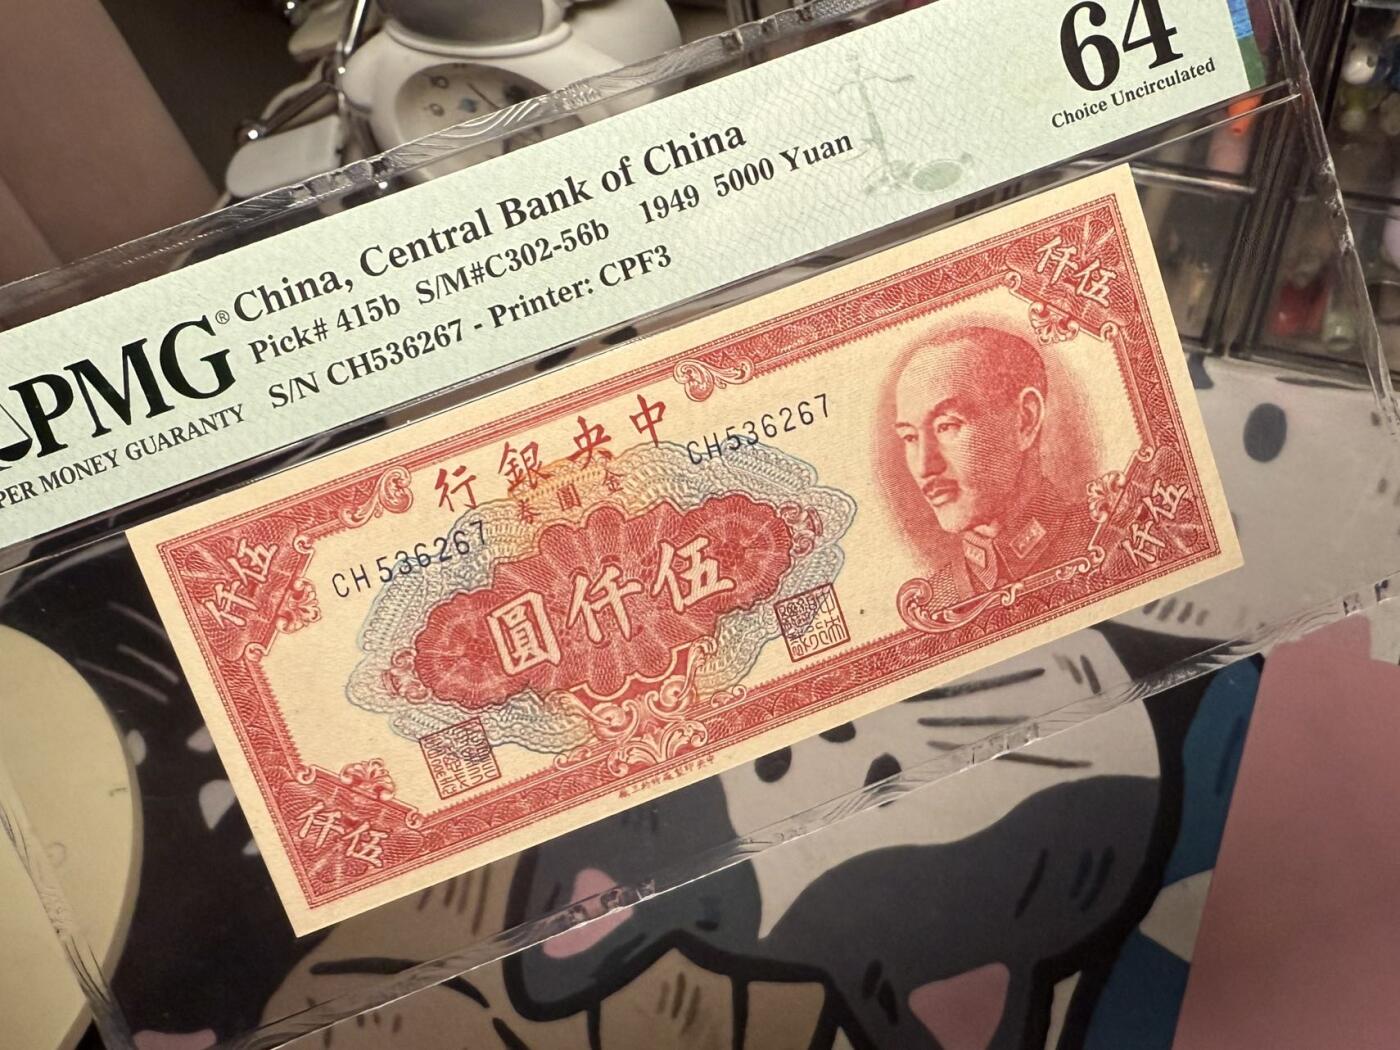 64
Choice Uncirculated
China, Central Bank of China
Pick# 415b S/M#C302-56b 1949 5000 Yuan
S/N CH536267 - Printer: CPF3
PMG®
PER MONEY GUARANTY
行銀央中
券圓金
CH536267
CH536267
圓仟伍
仟伍
仟伍
仟伍
仟伍